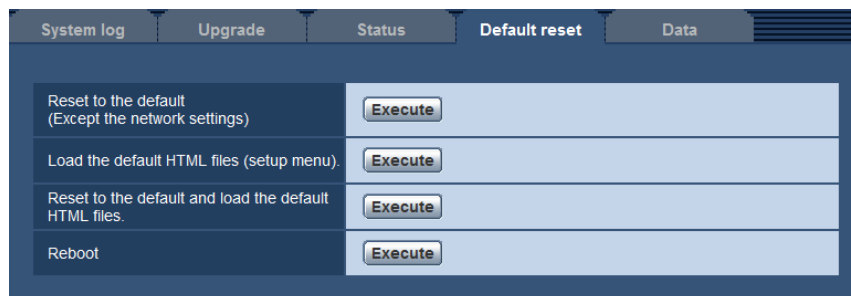 System log Upgrade Status Default reset Data
Reset to the default
(Except the network settings)
Execute
Load the default HTML files (setup menu).
Execute
Reset to the default and load the default
HTML files.
Execute
Reboot
Execute